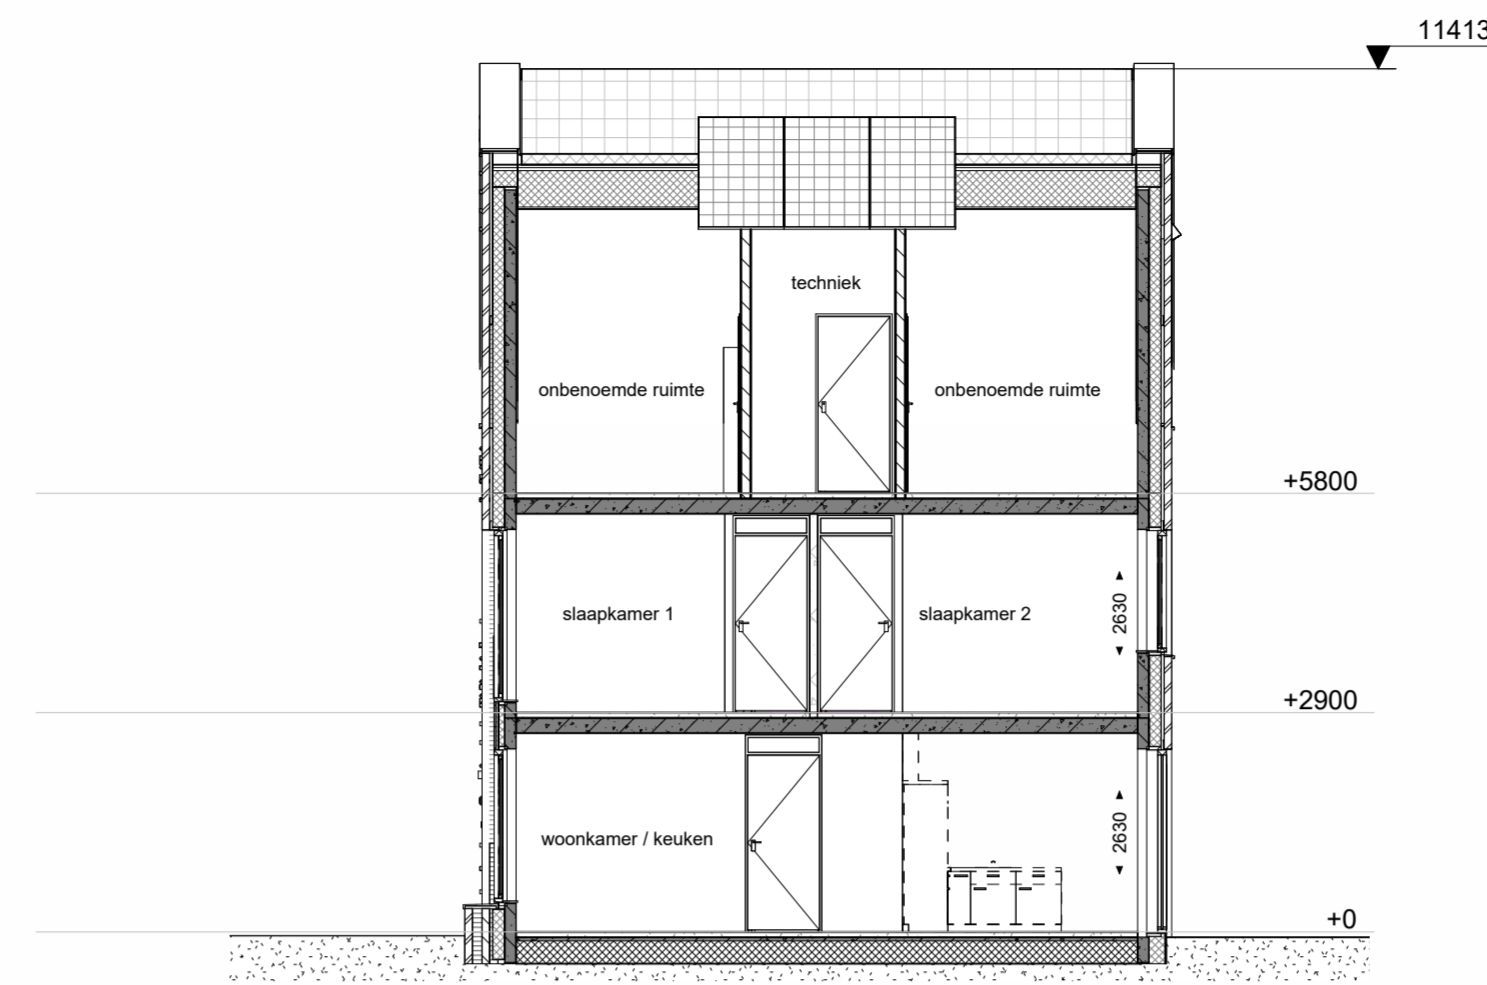 11413
techniek
onbenoemde ruimte
onbenoemde ruimte
+5800
slaapkamer 1
slaapkamer 2
2630
+2900
woonkamer / keuken
2630
+0